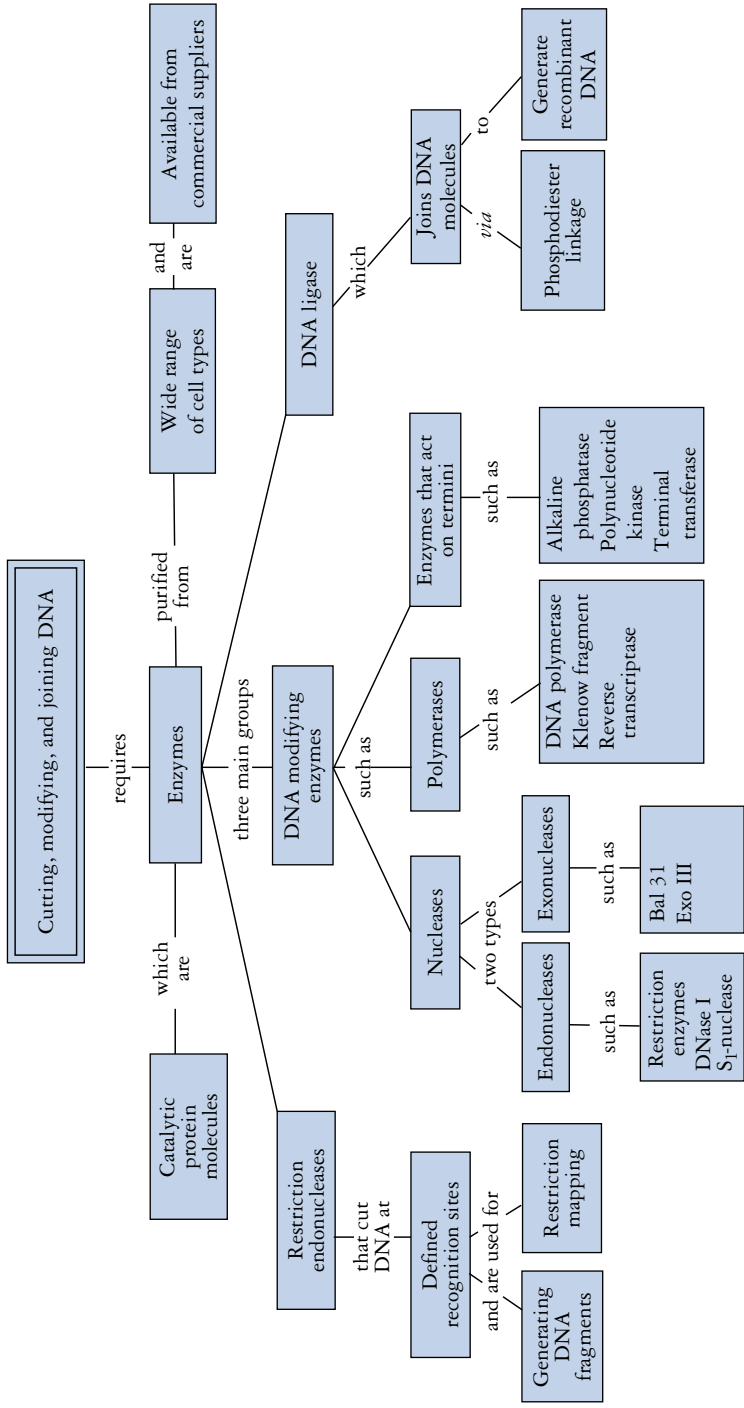 Cutting, modifying, and joining DNA
requires
Catalytic
protein
molecules
which
are
Enzymes
purified
from
Wide range
of cell types
and
are
Available from
commercial suppliers
three main groups
Restriction
endonucleases
DNA modifying
enzymes
DNA ligase
that cut
DNA at
such as
which
Defined
recognition sites
Nucleases
Polymerases
Enzymes that act
on termini
Joins DNA
molecules
and are used for
two types
such as
such as
via
to
Generating
DNA
fragments
Restriction
mapping
Endonucleases
Exonucleases
DNA polymerase
Klenow fragment
Reverse
transcriptase
Alkaline
phosphatase
Polynucleotide
kinase
Terminal
transferase
Phosphodiester
linkage
Generate
recombinant
DNA
such as
such as
Restriction
enzymes
DNase I
S1-nuclease
Bal 31
Exo III